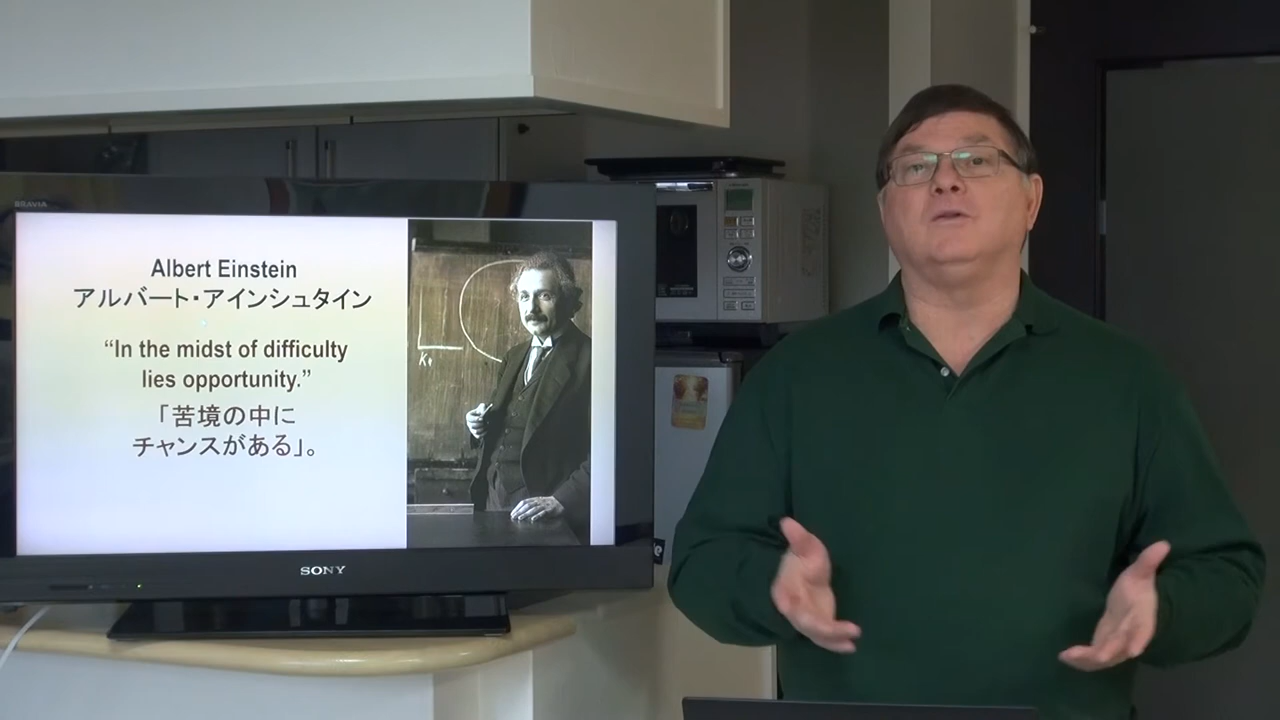 BRAVIA
Albert Einstein
アルバート・アインシュタイン
“In the midst of difficulty
lies opportunity.”
「苦境の中に
チャンスがある」。
K
SONY